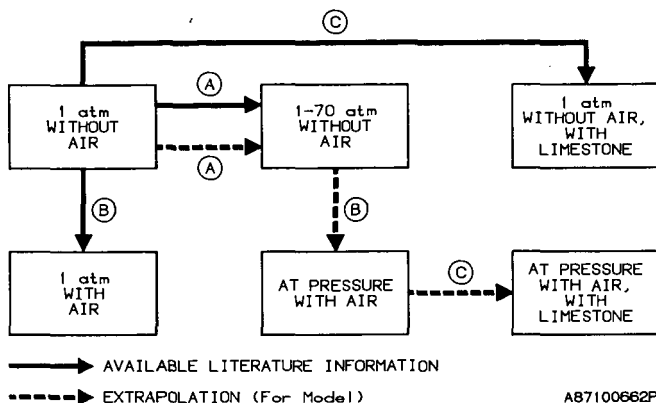 C
1 atm
WITHOUT
AIR
A
A
1-70 atm
WITHOUT
AIR
1 atm
WITHOUT AIR,
WITH
LIMESTONE
B
B
1 atm
WITH
AIR
AT PRESSURE
WITH AIR
C
AT PRESSURE
WITH AIR,
WITH
LIMESTONE
AVAILABLE LITERATURE INFORMATION
EXTRAPOLATION (For Model)
A87100662P